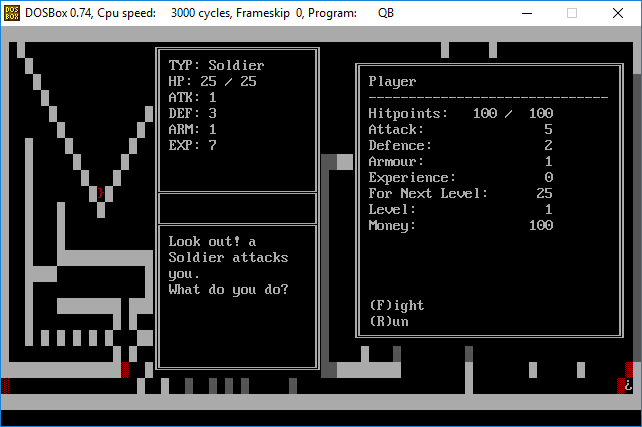 DOSBox 0.74, Cpu speed: 3000 cycles, Frameskip 0, Program: QB
TYP: Soldier
HP: 25 / 25
ATK: 1
DEF: 3
ARM: 1
EXP: 7
Look out! a
Soldier attacks
you.
What do you do?
Player
------------------------------
Hitpoints: 100 / 100
Attack: 5
Defence: 2
Armour: 1
Experience: 0
For Next Level: 25
Level: 1
Money: 100
(F)ight
(R)un
}
¿